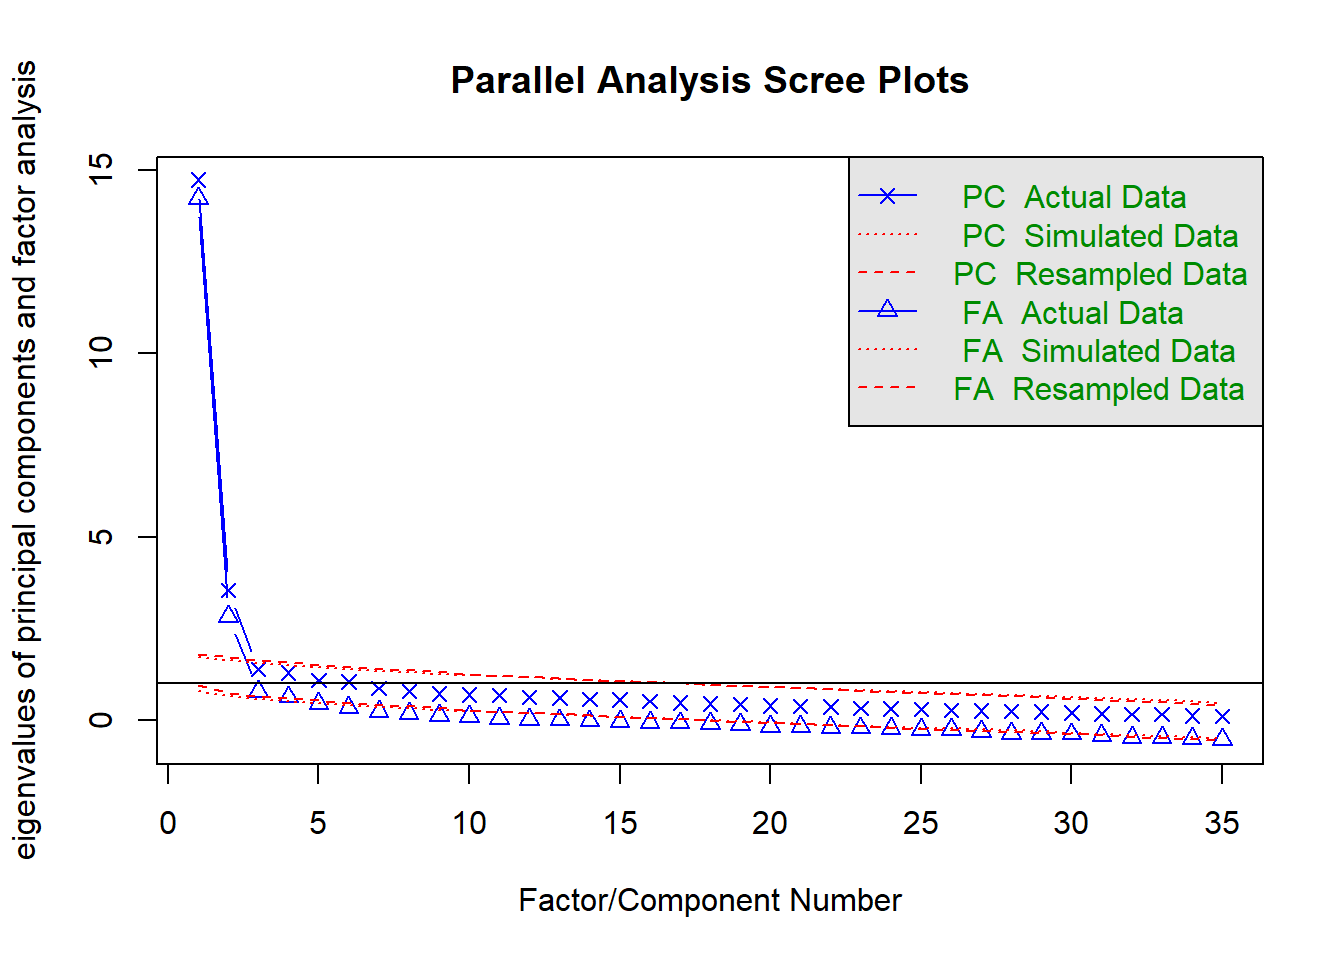 Parallel Analysis Scree Plots
eigenvalues of principal components and factor analysis
15
10
5
0
PC Actual Data
PC Simulated Data
PC Resampled Data
FA Actual Data
FA Simulated Data
FA Resampled Data
0 5 10 15 20 25 30 35
Factor/Component Number